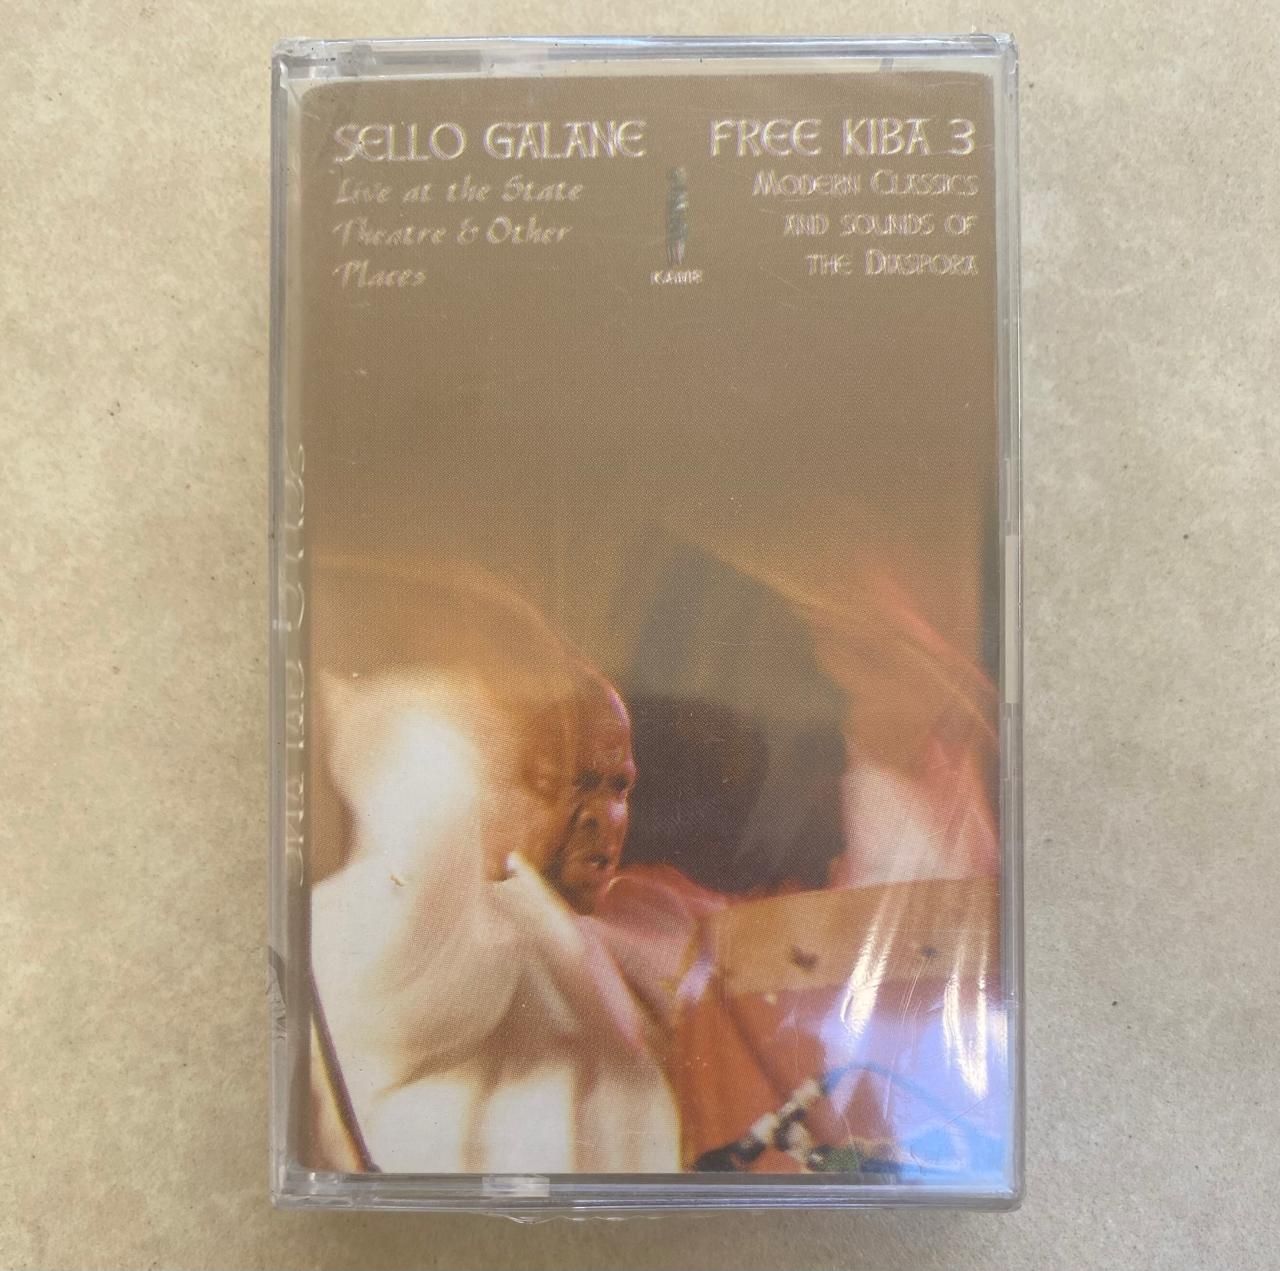 SELLO GALANE
Live at the State
Theatre & Other
Places
FREE KIBA 3
MODERN CLASSICS
AND SOUNDS OF
THE DIASPORA